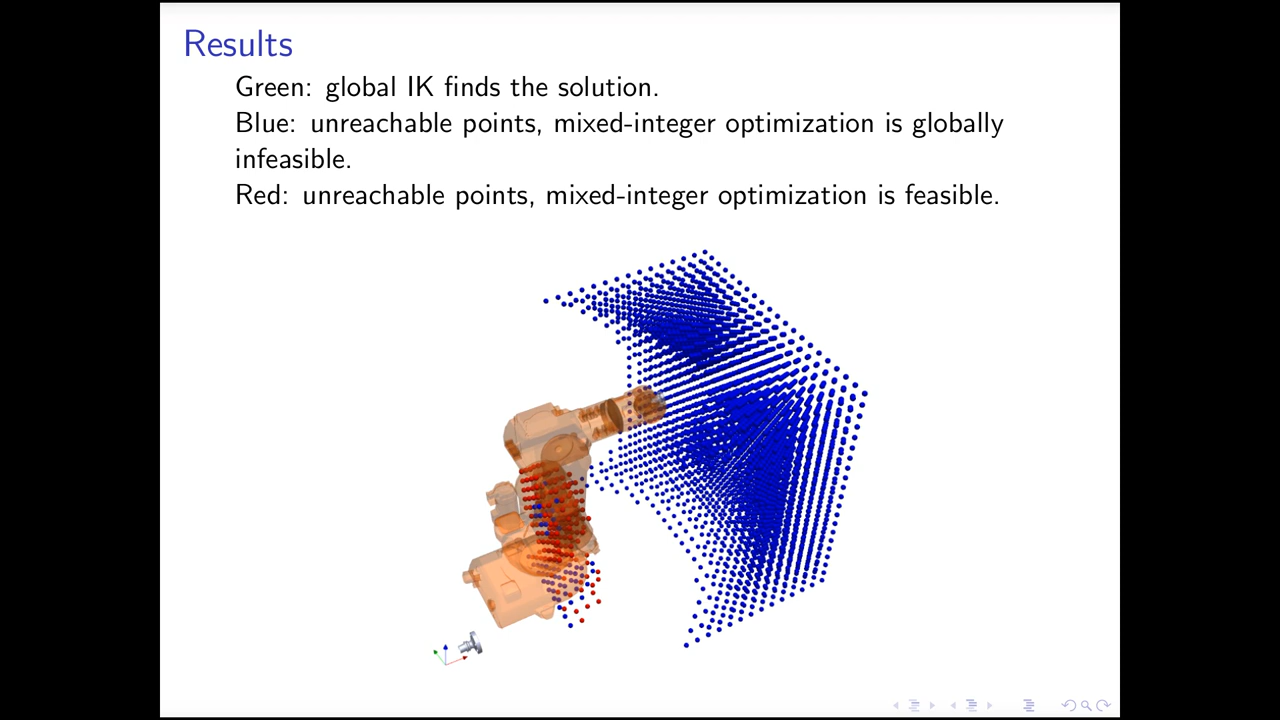 Results
Green: global IK finds the solution.
Blue: unreachable points, mixed-integer optimization is globally
infeasible.
Red: unreachable points, mixed-integer optimization is feasible.